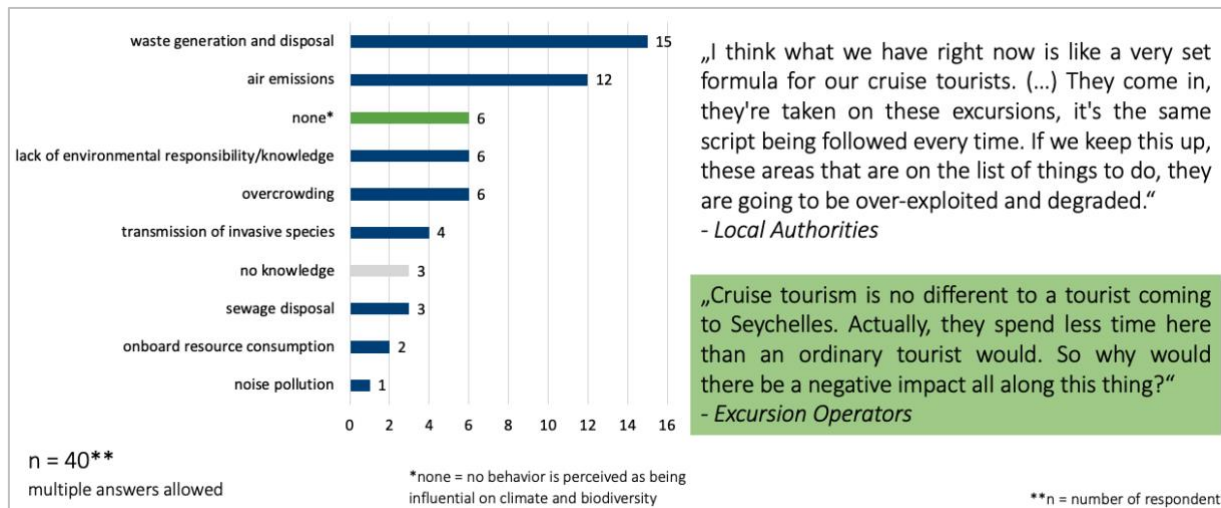 waste generation and disposal 15
air emissions 12
none* 6
lack of environmental responsibility/knowledge 6
overcrowding 6
transmission of invasive species 4
no knowledge 3
sewage disposal 3
onboard resource consumption 2
noise pollution 1
0 2 4 6 8 10 12 14 16
n = 40**
multiple answers allowed
*none = no behavior is perceived as being
influential on climate and biodiversity
„I think what we have right now is like a very set
formula for our cruise tourists. (...) They come in,
they're taken on these excursions, it's the same
script being followed every time. If we keep this up,
these areas that are on the list of things to do, they
are going to be over-exploited and degraded.“
- Local Authorities
„Cruise tourism is no different to a tourist coming
to Seychelles. Actually, they spend less time here
than an ordinary tourist would. So why would
there be a negative impact all along this thing?“
- Excursion Operators
**n = number of respondent